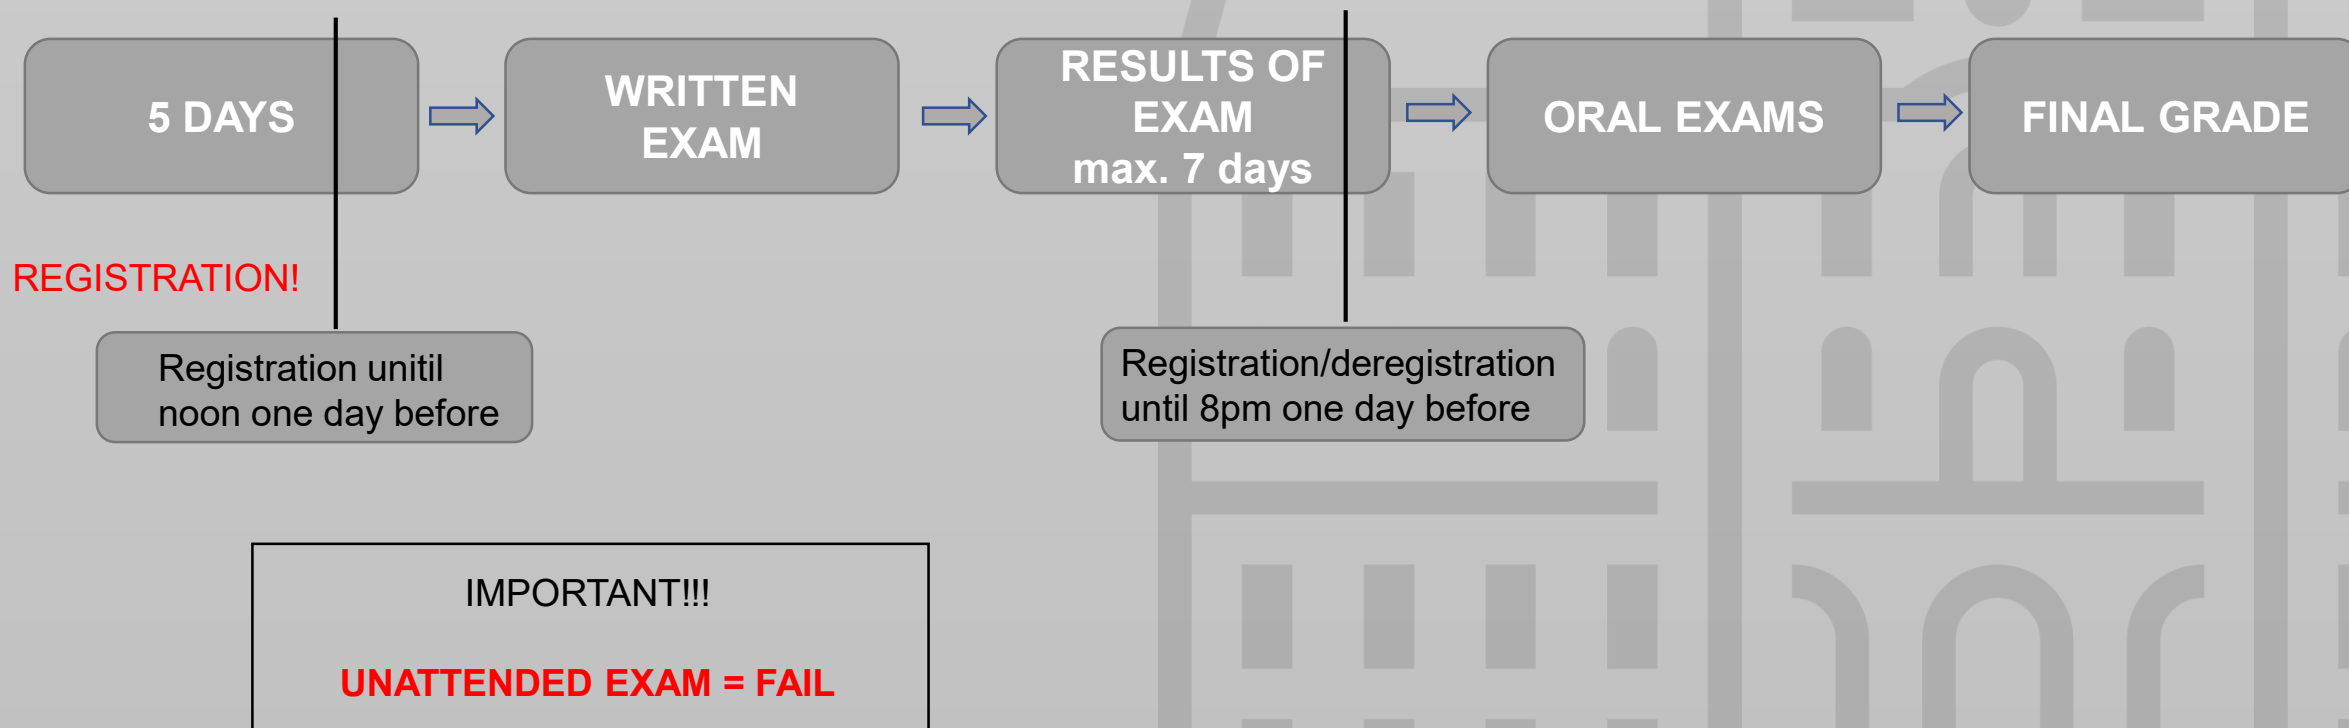 5 DAYS
WRITTEN
EXAM
RESULTS OF
EXAM
max. 7 days
ORAL EXAMS
FINAL GRADE
REGISTRATION!
Registration unitil
noon one day before
Registration/deregistration
until 8pm one day before
IMPORTANT!!!
UNATTENDED EXAM = FAIL